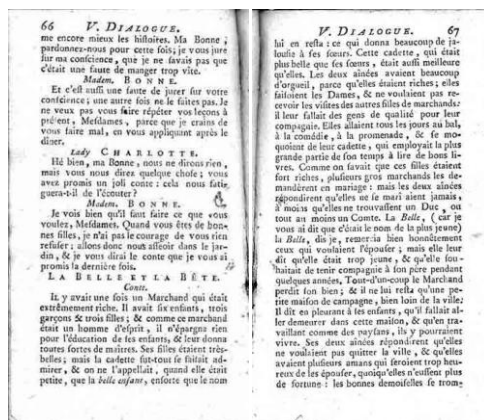 66 V. DIALOGUE.
me encore mieux les histoires. Ma Bonne,
pardonnez-nous pour cette fois; je vous jure
sur ma conscience, que je ne savais pas que
c'était une faute de manger trop vite.
Madem. BONNE.
Et c'est aussi une faute de jurer sur votre
conscience; une autre fois ne le faites pas. Je
ne veux pas vous faire répéter vos leçons à
présent, Mesdames, parce que je crains de
vous faire mal, en vous appliquant après le
diner.
Lady CHARLOTTE.
Hé bien, ma Bonne, nous ne dirons rien,
mais vous nous direz quelque chose; vous
avez promis un joli conte: cela nous fati-
guera-t-il de l'écouter?
Madem. BONNE.
Je vois bien qu'il faut faire ce que vous
voulez, Mesdames. Quand vous êtes de bon-
nes filles, je n'ai pas le courage de vous rien
refuser; allons donc nous asseoir dans le jar-
din, & je vous dirai le conte que je vous ai
promis la dernière fois.
LA BELLE ET LA BÊTE.
Conte.
IL y avait une fois un Marchand qui était
extrêmement riche. Il avait six enfants, trois
garçons & trois filles; & comme ce marchand
était un homme d'esprit, il n'épargna rien
pour l'éducation de ses enfants, & leur donna
toutes sortes de maîtres. Ses filles étaient très-
belles; mais la cadette sur-tout se faisait ad-
mirer, & on ne l'appellait, quand elle était
petite, que la belle enfant, ensorte que le nom
V. DIALOGUE. 67
lui en resta: ce qui donna beaucoup de ja-
lousie à ses sœurs. Cette cadette, qui était
plus belle que ses sœurs, était aussi meilleure
qu'elles. Les deux aînées avaient beaucoup
d'orgueil, parce qu'elles étaient riches; elles
faisoient les Dames, & ne voulaient pas re-
cevoir les visites des autres filles de marchands;
il leur fallait des gens de qualité pour leur
compagnie. Elles allaient tous les jours au bal,
à la comédie, à la promenade, & se mo-
quoient de leur cadette, qui employait la plus
grande partie de son temps à lire de bons li-
vres. Comme on savait que ces filles étaient
fort riches, plusieurs gros marchands les de-
mandèrent en mariage: mais les deux aînées
répondirent qu'elles ne se mariaient jamais,
à moins qu'elles ne trouvassent un Duc, ou
tout au moins un Comte. La Belle, (car je
vous ai dit que c'était le nom de la plus jeune)
la Belle, dis-je, remercia bien honnêtement
ceux qui voulaient l'épouser; mais elle leur
dit qu'elle était trop jeune, & qu'elle sou-
haitait de tenir compagnie à son père pendant
quelques années. Tout-d'un-coup le Marchand
perdit son bien; & il ne lui resta qu'une pe-
tite maison de campagne, bien loin de la ville;
Il dit en pleurant à ses enfants, qu'il fallait al-
ler demeurer dans cette maison, & qu'en tra-
vaillant comme des paysans, ils y pourraient
vivre. Ses deux aînées répondirent qu'elles
ne voulaient pas quitter la ville, & qu'elles
avaient plusieurs amans qui seroient trop heu-
reux de les épouser, quoiqu'elles n'eussent plus
de fortune: les bonnes demoiselles se trom-